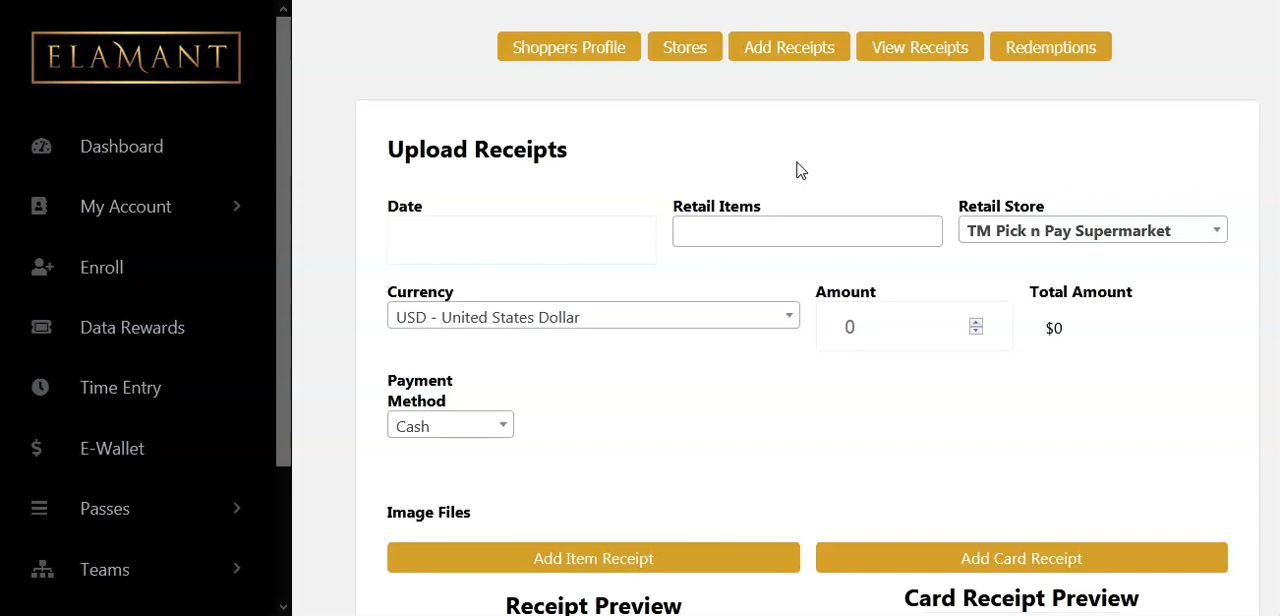 ELAMANT
Dashboard
My Account
Enroll
Data Rewards
Time Entry
E-Wallet
Passes
Teams
Shoppers Profile
Stores
Add Receipts
View Receipts
Redemptions
Upload Receipts
Date
Retail Items
Retail Store
TM Pick n Pay Supermarket
Currency
USD - United States Dollar
Amount
0
Total Amount
$0
Payment
Method
Cash
Image Files
Add Item Receipt
Add Card Receipt
Receipt Preview
Card Receipt Preview